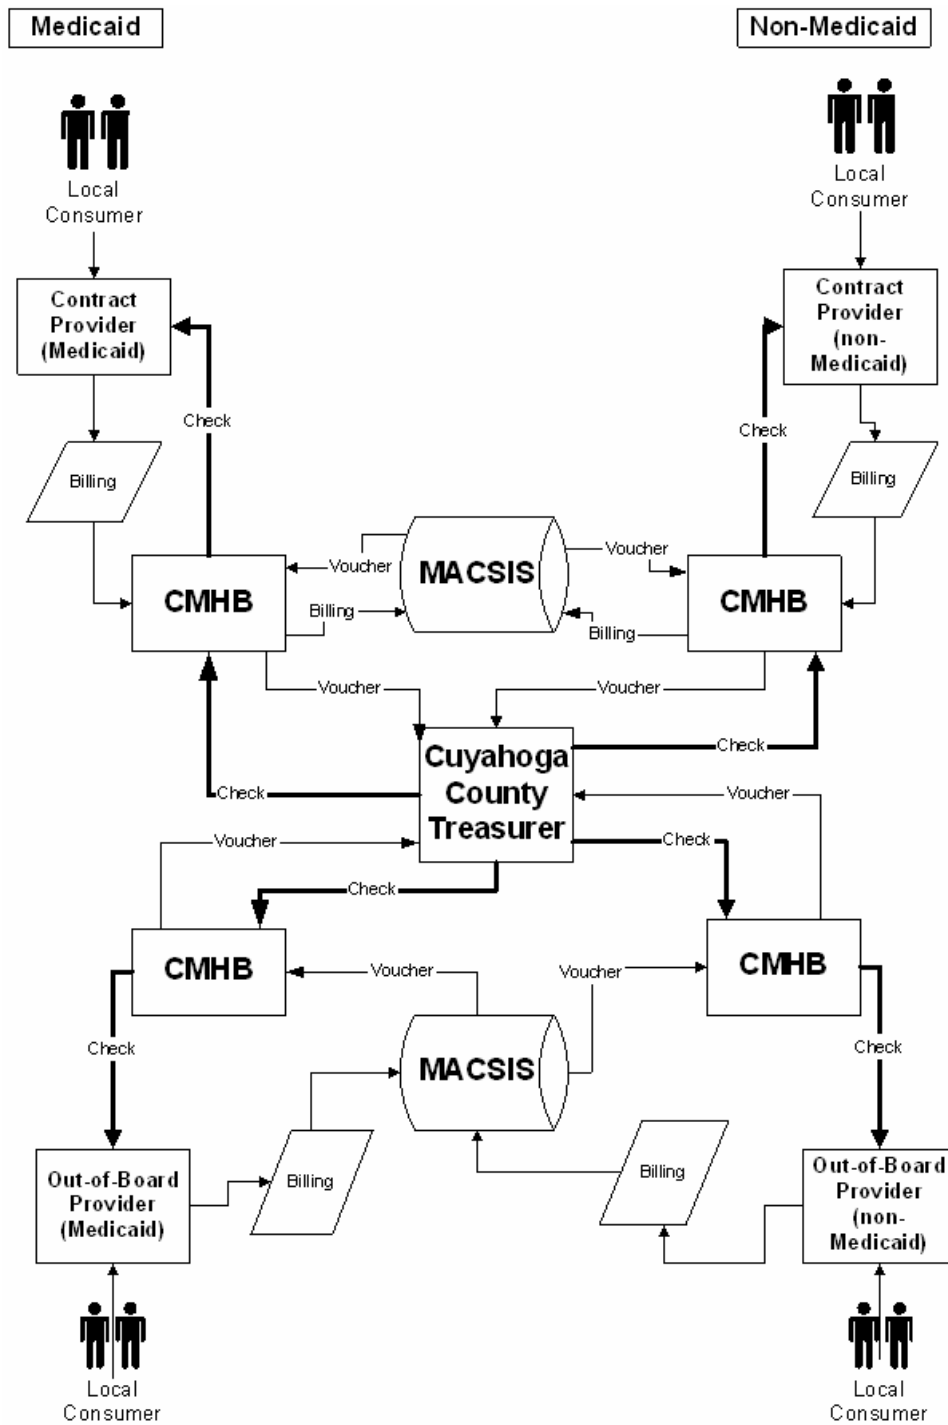 Medicaid
Non-Medicaid
Local
Consumer
Local
Consumer
Contract
Provider
(Medicaid)
Contract
Provider
(non-
Medicaid)
Check
Check
Billing
Billing
Voucher
MACSIS
Voucher
CMHB
CMHB
Billing
Billing
Voucher
Voucher
Cuyahoga
County
Treasurer
Check
Check
Voucher
Voucher
Check
Check
CMHB
Voucher
Voucher
CMHB
Check
MACSIS
Check
Out-of-Board
Provider
(Medicaid)
Billing
Billing
Out-of-Board
Provider
(non-
Medicaid)
Local
Consumer
Local
Consumer